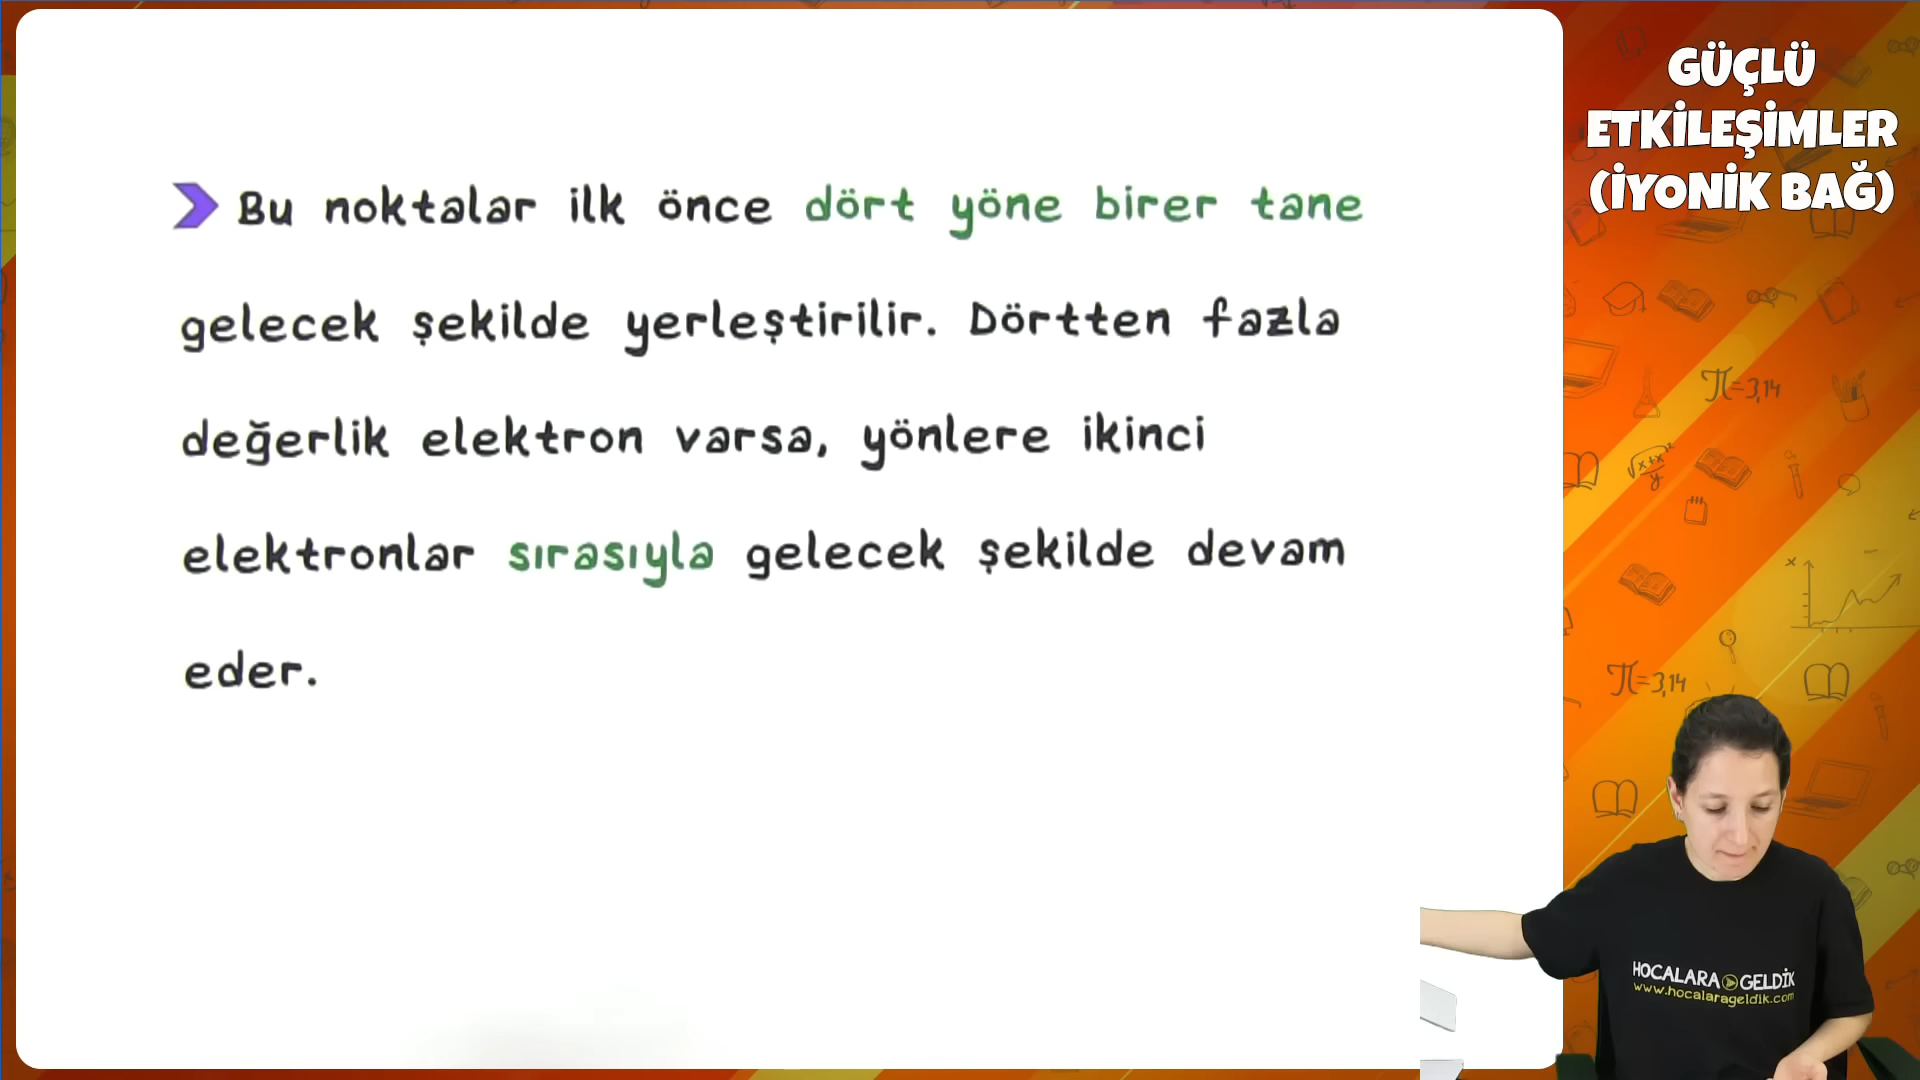 Bu noktalar ilk önce dört yöne birer tane
gelecek şekilde yerleştirilir. Dörtten fazla
değerlik elektron varsa, yönlere ikinci
elektronlar sırasıyla gelecek şekilde devam
eder.
GÜÇLÜ
ETKİLEŞİMLER
(İYONİK BAĞ)
π=3,14
√x+x²
y
x
π=3,14
HOCALARA GELDİK
www.hocalarageldik.com